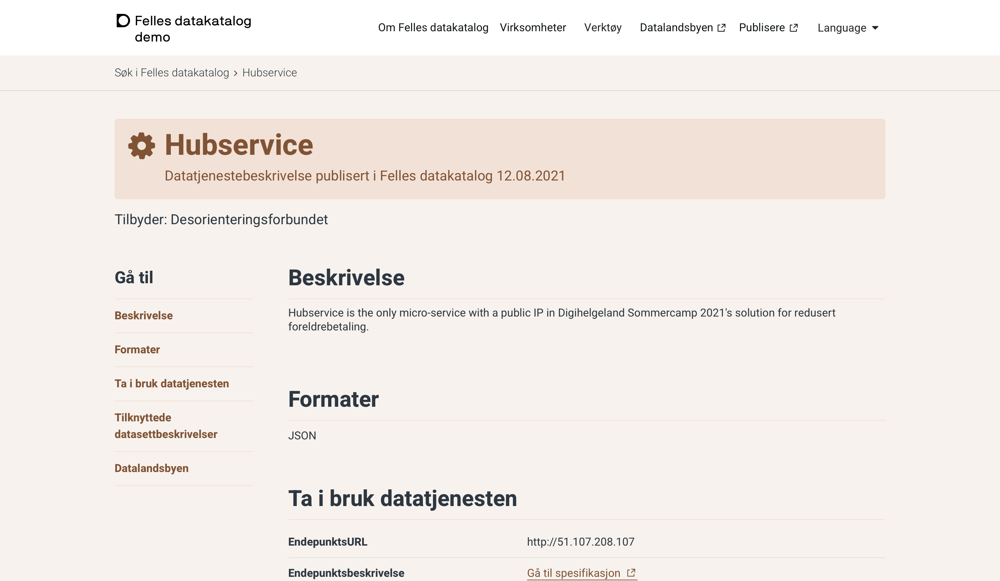 Felles datakatalog
demo
Om Felles datakatalog Virksomheter Verktøy Datalandsbyen Publisere Language
Søk i Felles datakatalog > Hubservice
Hubservice
Datatjenestebeskrivelse publisert i Felles datakatalog 12.08.2021
Tilbyder: Desorienteringsforbundet
Gå til
Beskrivelse
Formater
Ta i bruk datatjenesten
Tilknyttede
datasettbeskrivelser
Datalandsbyen
Beskrivelse
Hubservice is the only micro-service with a public IP in Digihelgeland Sommercamp 2021's solution for redusert
foreldrebetaling.
Formater
JSON
Ta i bruk datatjenesten
EndepunktsURL http://51.107.208.107
Endepunktsbeskrivelse Gå til spesifikasjon